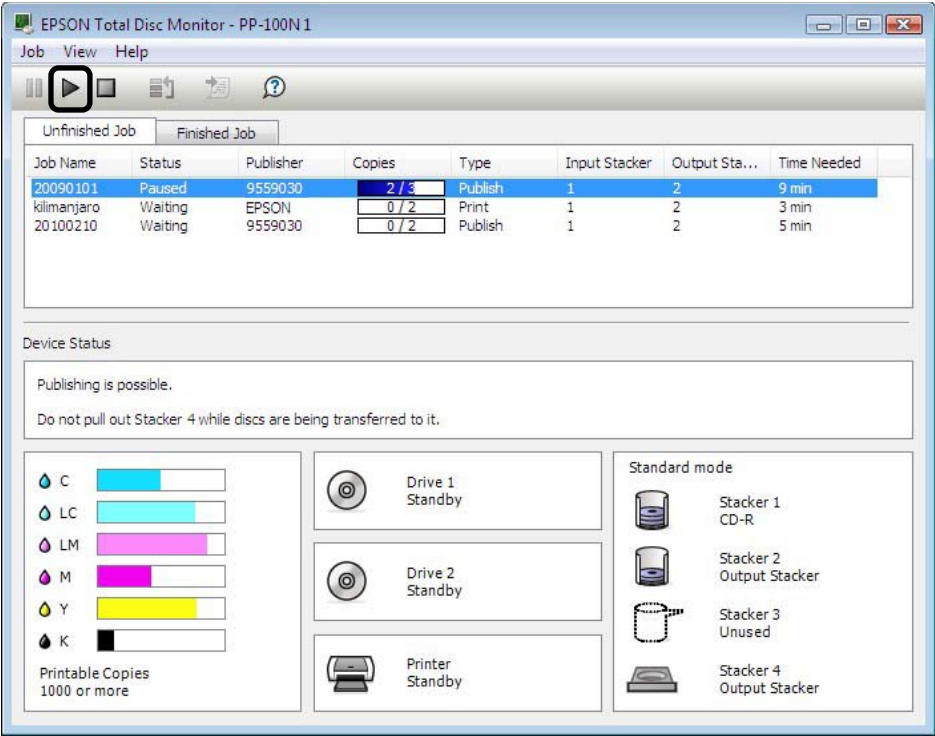 EPSON Total Disc Monitor - PP-100N 1
Job View Help
Unfinished Job Finished Job
Job Name Status Publisher Copies Type Input Stacker Output Sta... Time Needed
20090101 Paused 9559030 2 / 3 Publish 1 2 9 min
kilimanjaro Waiting EPSON 0 / 2 Print 1 2 3 min
20100210 Waiting 9559030 0 / 2 Publish 1 2 5 min
Device Status
Publishing is possible.
Do not pull out Stacker 4 while discs are being transferred to it.
C
LC
LM
M
Y
K
Printable Copies
1000 or more
Drive 1
Standby
Drive 2
Standby
Printer
Standby
Standard mode
Stacker 1
CD-R
Stacker 2
Output Stacker
Stacker 3
Unused
Stacker 4
Output Stacker